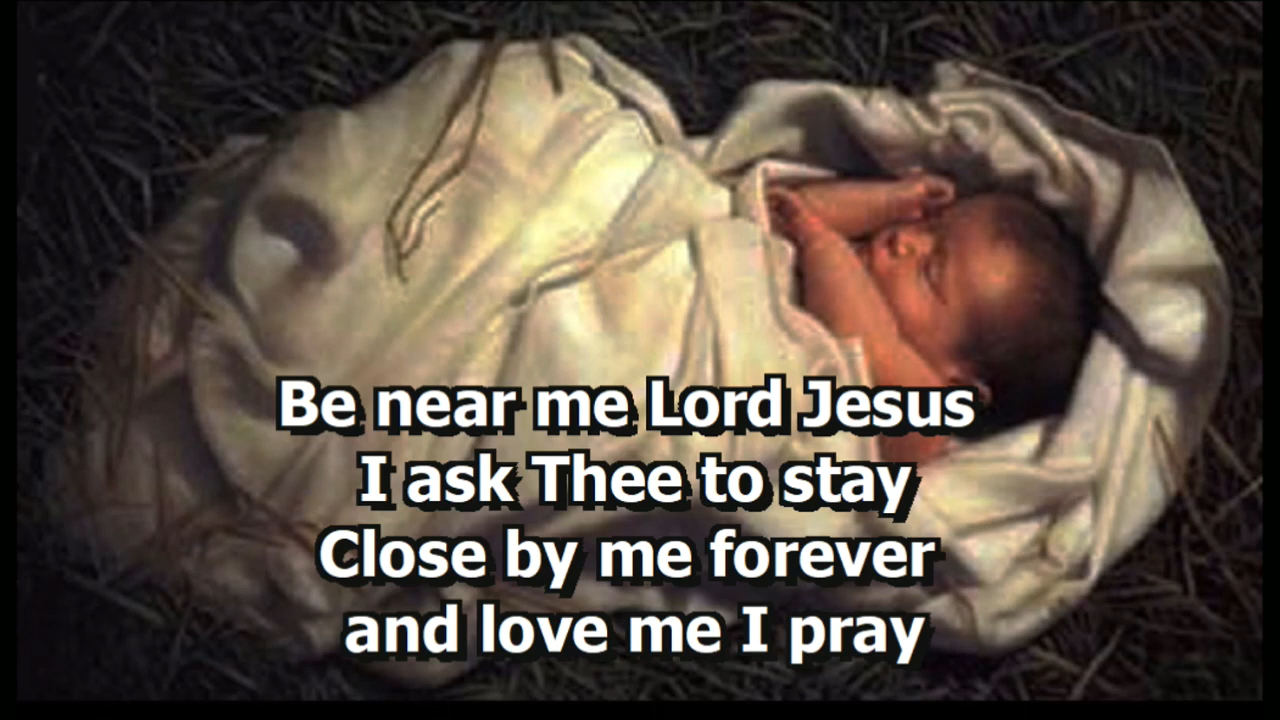 Be near me Lord Jesus
I ask Thee to stay
Close by me forever
and love me I pray